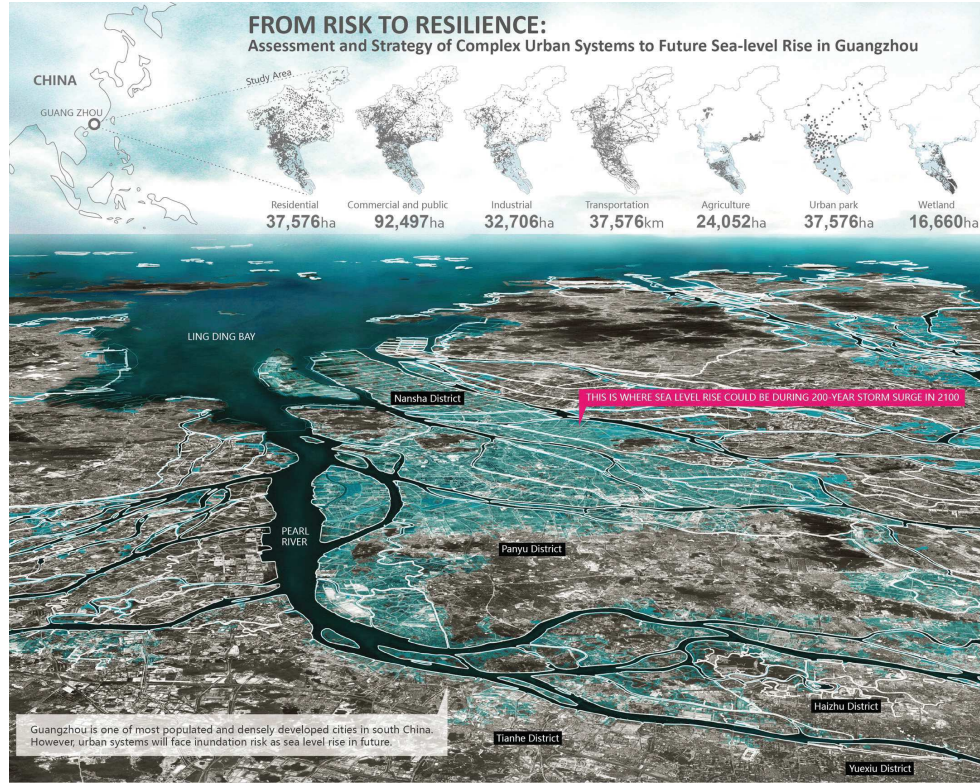 FROM RISK TO RESILIENCE:
Assessment and Strategy of Complex Urban Systems to Future Sea-level Rise in Guangzhou
CHINA
GUANG ZHOU
Study Area
Residential
37,576ha
Commercial and public
92,497ha
Industrial
32,706ha
Transportation
37,576km
Agriculture
24,052ha
Urban park
37,576ha
Wetland
16,660ha
LING DING BAY
Nansha District
THIS IS WHERE SEA LEVEL RISE COULD BE DURING 200-YEAR STORM SURGE IN 2100
PEARL
RIVER
Panyu District
Haizhu District
Guangzhou is one of most populated and densely developed cities in south China.
However, urban systems will face inundation risk as sea level rise in future.
Tianhe District
Yuexiu District